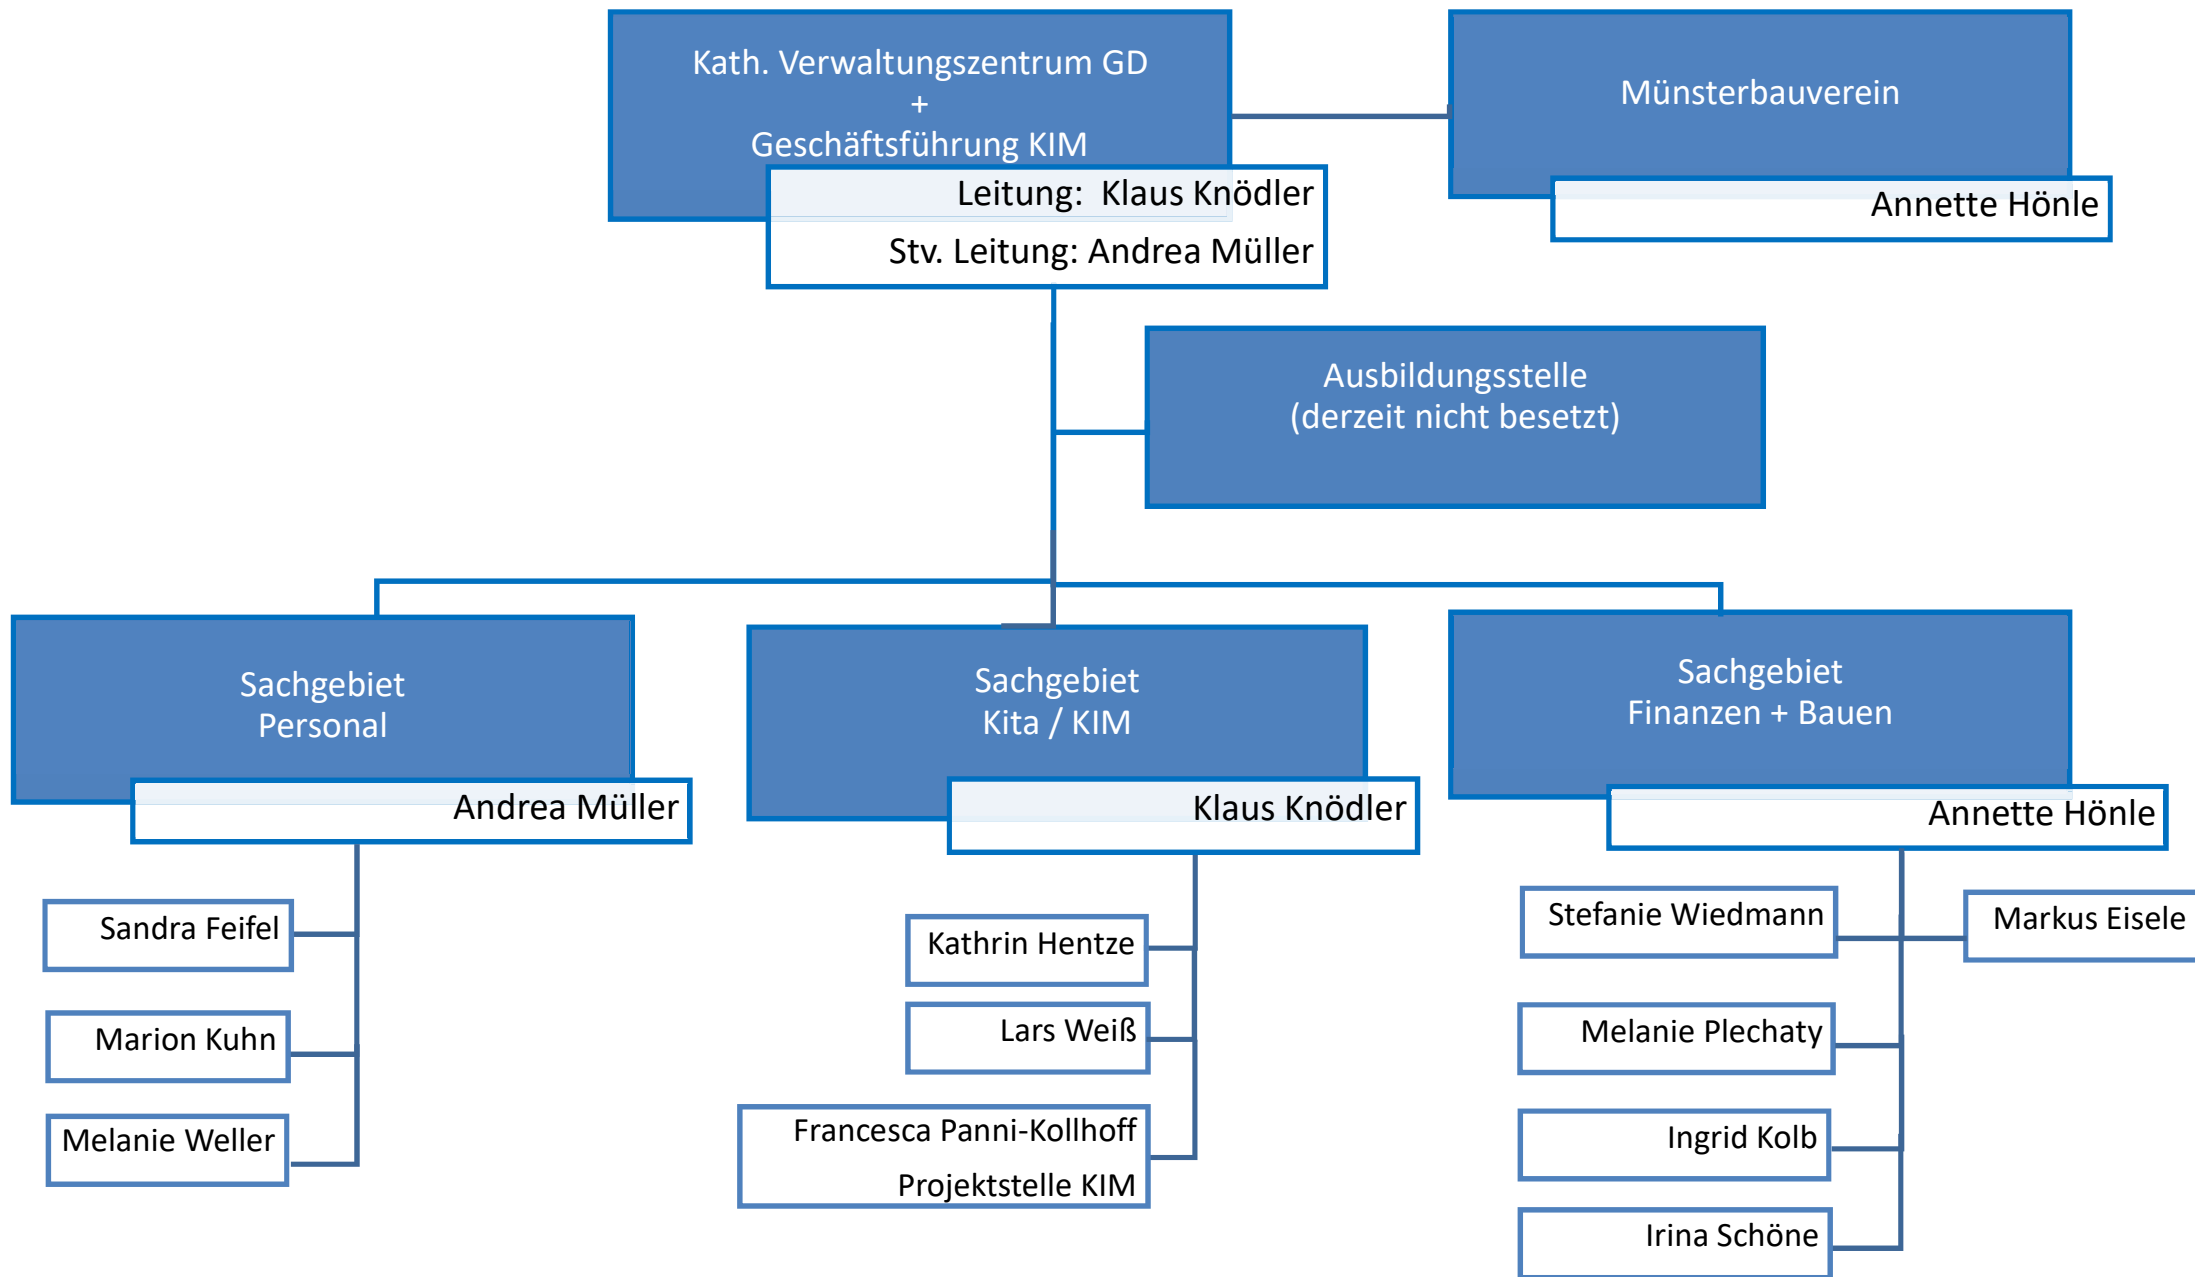 Kath. Verwaltungszentrum GD
+
Geschäftsführung KIM
Leitung: Klaus Knödler
Stv. Leitung: Andrea Müller
Münsterbauverein
Annette Hönle
Ausbildungsstelle
(derzeit nicht besetzt)
Sachgebiet
Personal
Andrea Müller
Sandra Feifel
Marion Kuhn
Melanie Weller
Sachgebiet
Kita / KIM
Klaus Knödler
Kathrin Hentze
Lars Weiß
Francesca Panni-Kollhoff
Projektstelle KIM
Sachgebiet
Finanzen + Bauen
Annette Hönle
Stefanie Wiedmann
Markus Eisele
Melanie Plechaty
Ingrid Kolb
Irina Schöne